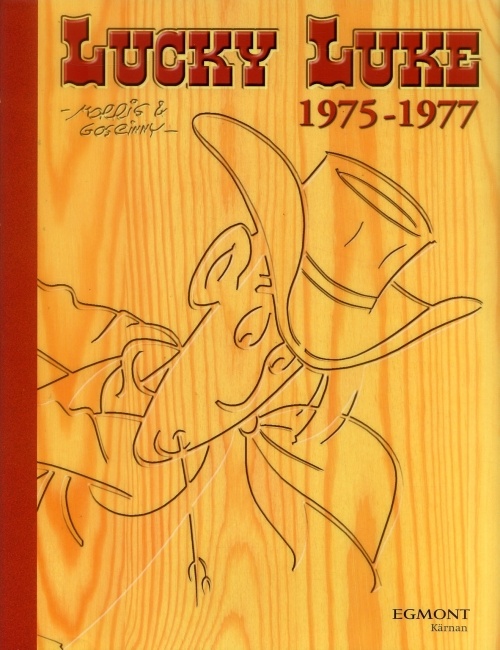 LUCKY LUKE
1975-1977
-MORRIS &
GOSCINNY-
EGMONT
Kärnan